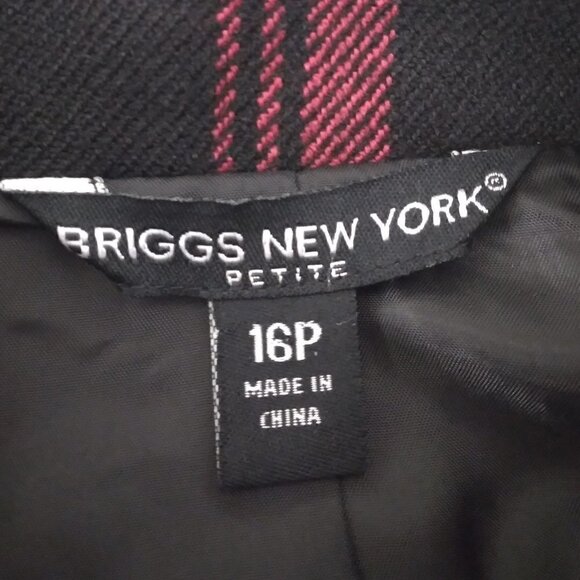 BRIGGS NEW YORK®
PETITE
16P
MADE IN
CHINA